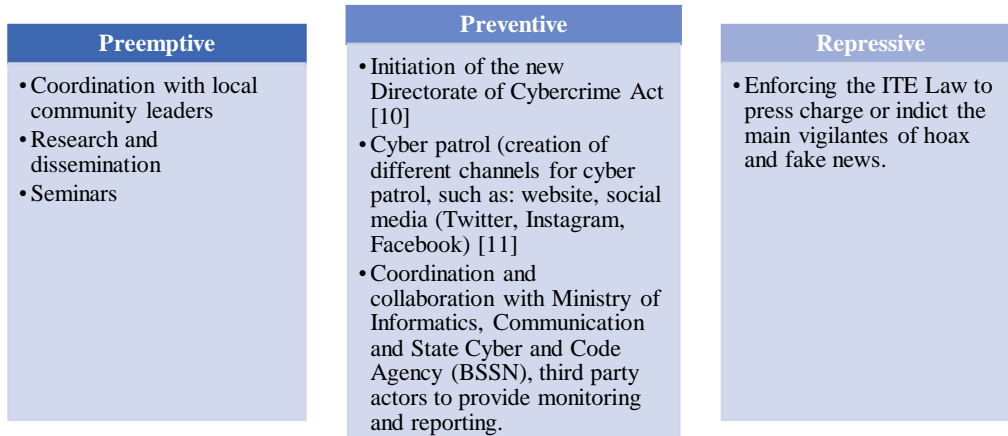 Preemptive
•Coordination with local
community leaders
•Research and
dissemination
•Seminars
Preventive
•Initiation of the new
Directorate of Cybercrime Act
[10]
•Cyber patrol (creation of
different channels for cyber
patrol, such as: website, social
media (Twitter, Instagram,
Facebook) [11]
•Coordination and
collaboration with Ministry of
Informatics, Communication
and State Cyber and Code
Agency (BSSN), third party
actors to provide monitoring
and reporting.
Repressive
•Enforcing the ITE Law to
press charge or indict the
main vigilantes of hoax
and fake news.